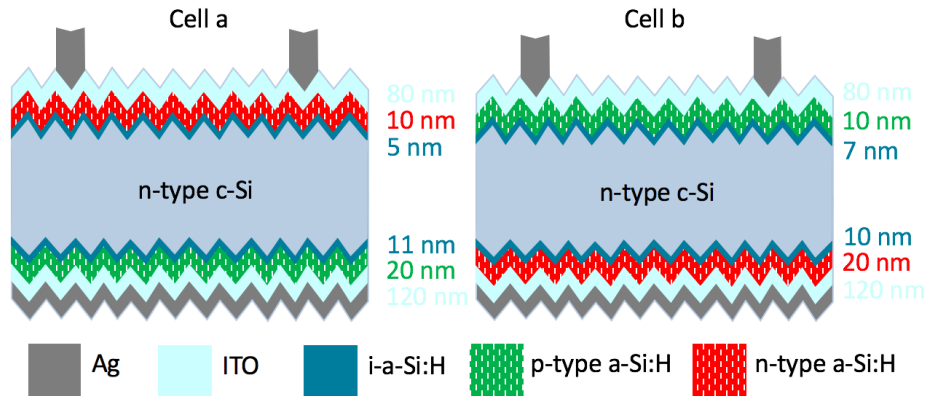 Cell a
Cell b
80 nm
10 nm
5 nm
n-type c-Si
11 nm
20 nm
120 nm
80 nm
10 nm
7 nm
n-type c-Si
10 nm
20 nm
120 nm
Ag
ITO
i-a-Si:H
p-type a-Si:H
n-type a-Si:H